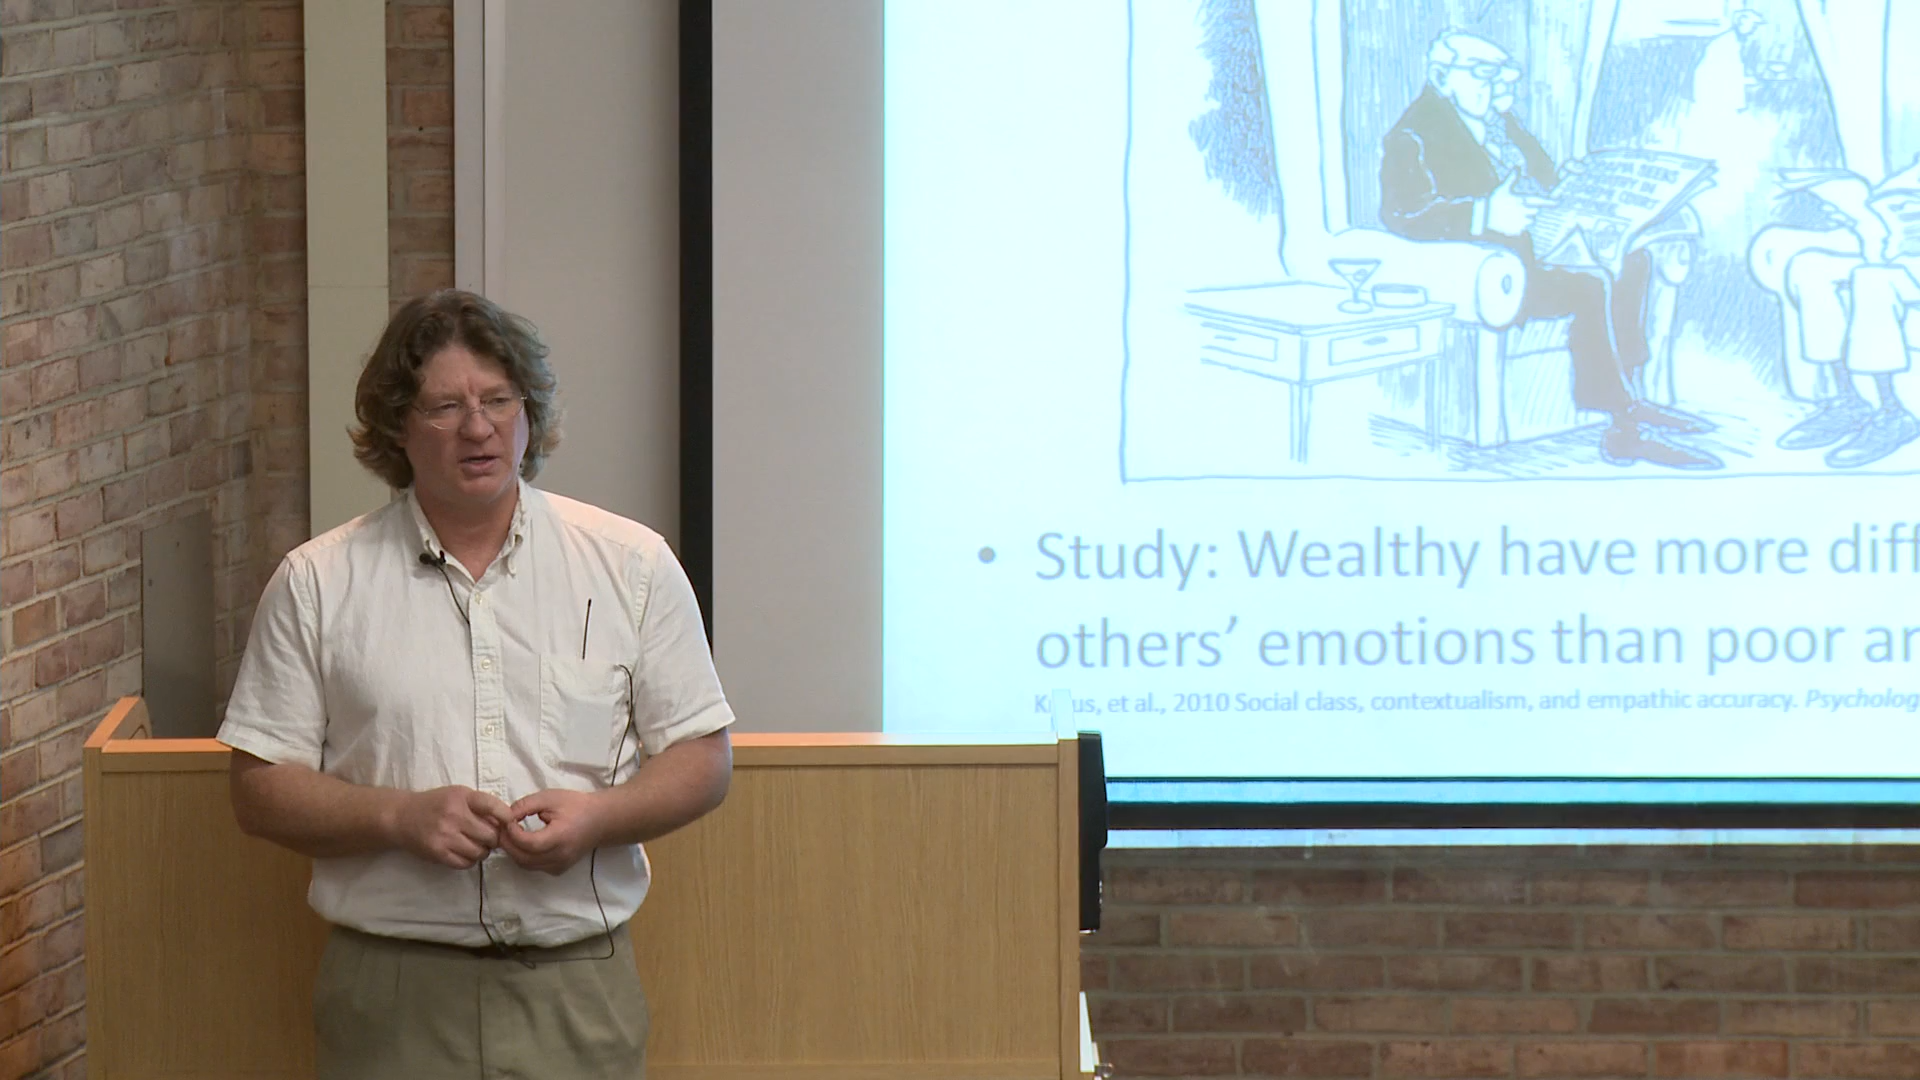 • Study: Wealthy have more diff
others’ emotions than poor ar
us, et al., 2010 Social class, contextualism, and empathic accuracy. Psycholog